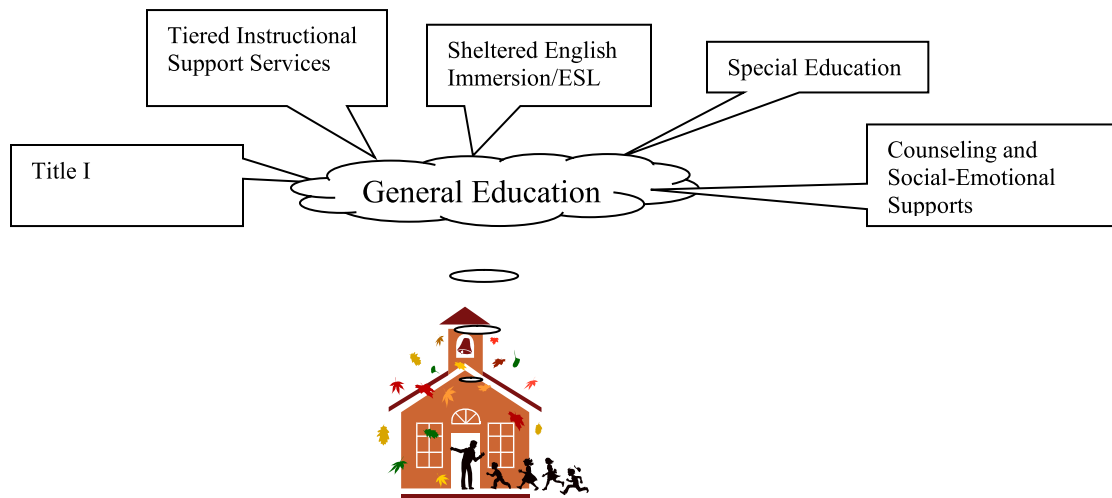 Tiered Instructional
Support Services
Sheltered English
Immersion/ESL
Special Education
Title I
Counseling and
Social-Emotional
Supports
General Education